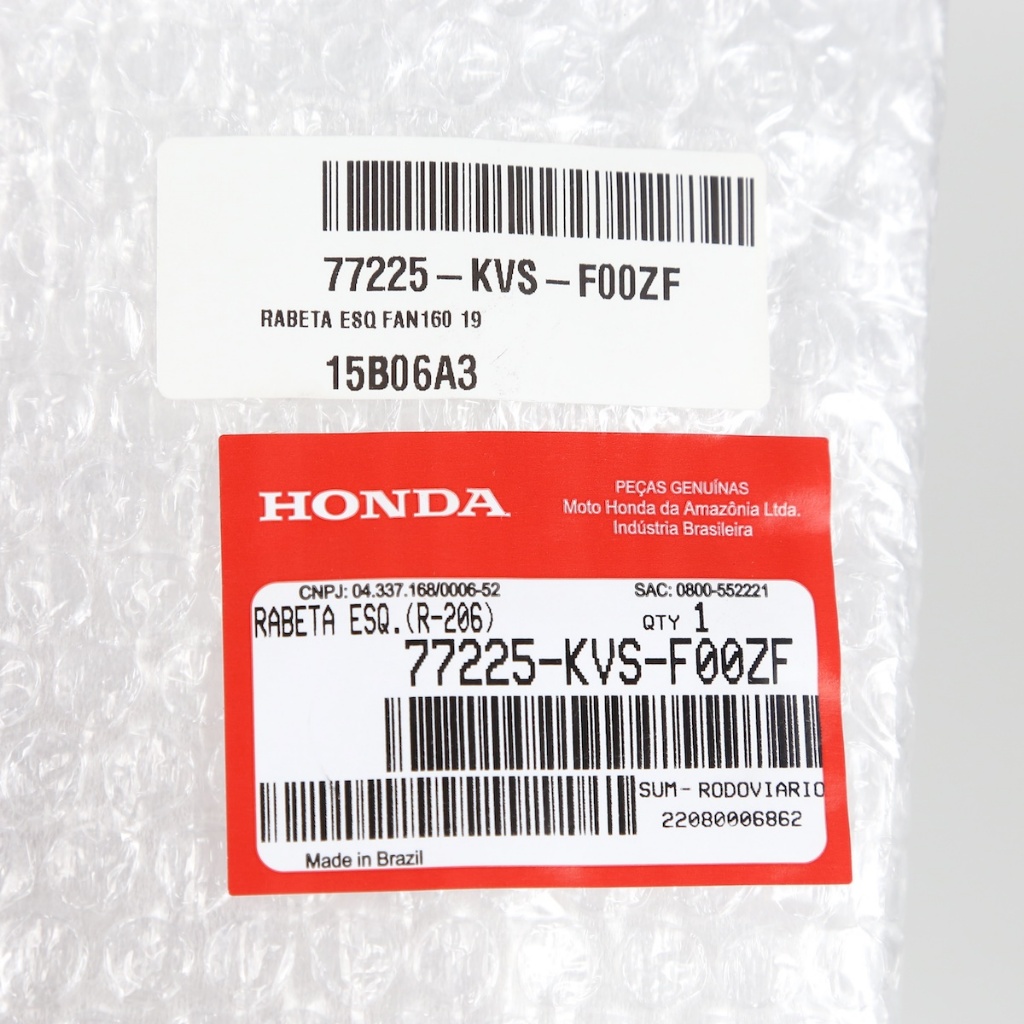 77225-KVS-F00ZF
RABETA ESQ FAN160 19
15B06A3
HONDA
PEÇAS GENUÍNAS
Moto Honda da Amazônia Ltda.
Indústria Brasileira
CNPJ: 04.337.168/0006-52 SAC: 0800-552221
RABETA ESQ.(R-206) QTY 1
77225-KVS-F00ZF
SUM-RODOVIARIO
22080006862
Made in Brazil